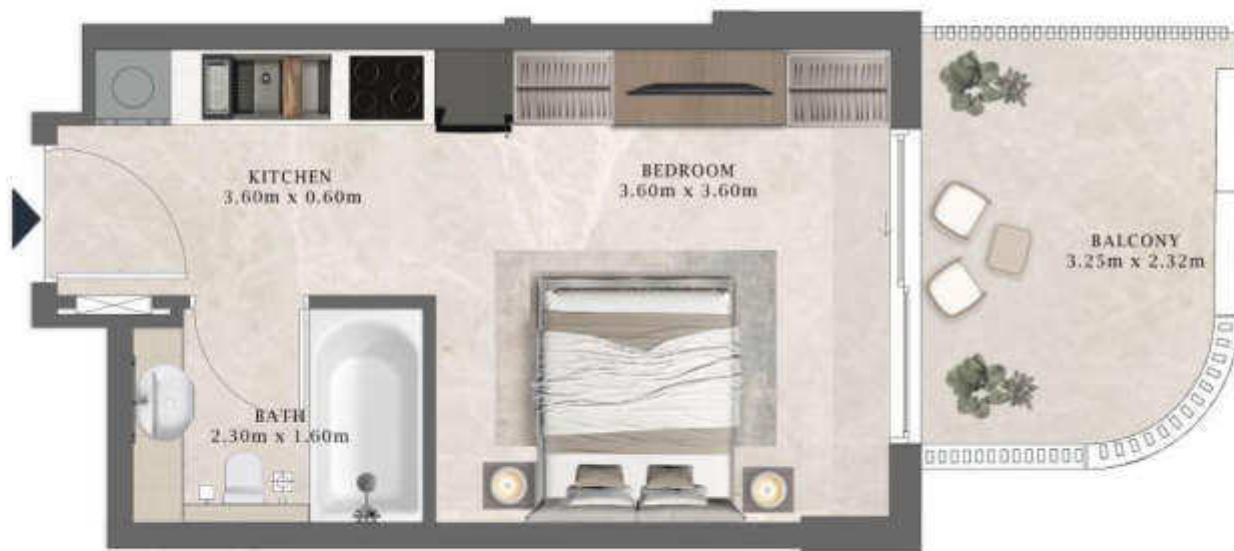 KITCHEN
3.60m x 0.60m
BEDROOM
3.60m x 3.60m
BALCONY
3.25m x 2.32m
BATH
2.30m x 1.60m